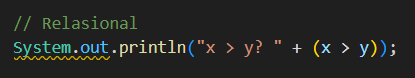 // Relasional
System.out.println("x > y? " + (x > y));